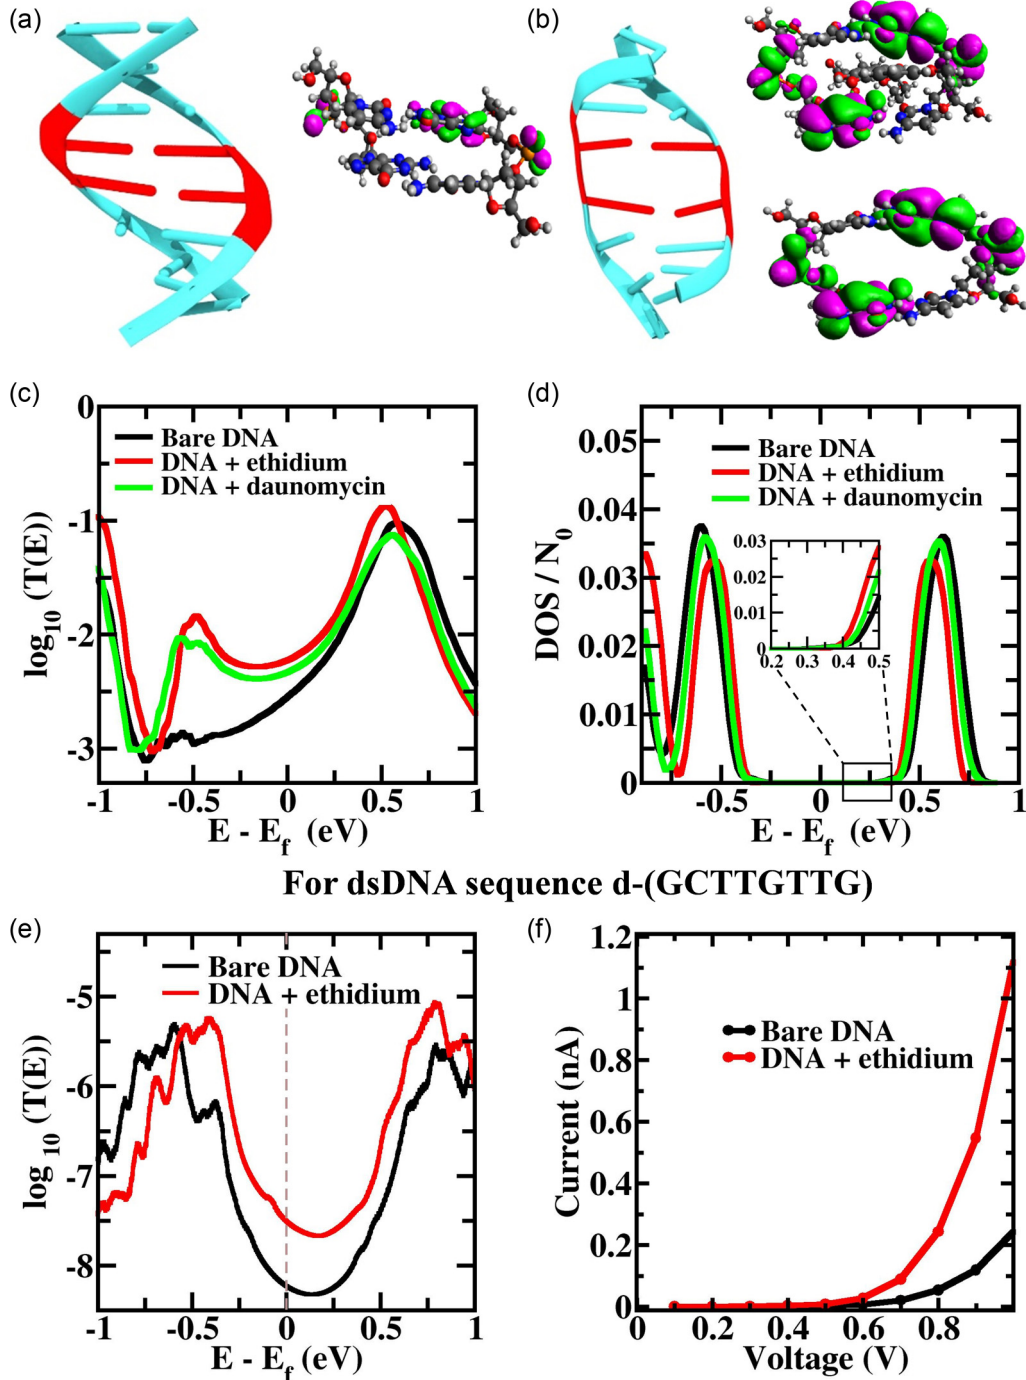 (a)
(b)
(c)
0
-1
-2
-3
log10 (T(E))
Bare DNA
DNA + ethidium
DNA + daunomycin
-1 -0.5 0 0.5 1
E - Ef (eV)
(d)
0.05
0.04
0.03
0.02
0.01
0
DOS / N0
Bare DNA
DNA + ethidium
DNA + daunomycin
0.03
0.02
0.01
0
0.2 0.3 0.4 0.5
-0.5 0 0.5 1
E - Ef (eV)
For dsDNA sequence d-(GCTTGTTG)
(e)
-5
-6
-7
-8
log 10 (T(E))
Bare DNA
DNA + ethidium
-1 -0.5 0 0.5 1
E - Ef (eV)
(f)
1.2
1
0.8
0.6
0.4
0.2
0
Current (nA)
Bare DNA
DNA + ethidium
0 0.2 0.4 0.6 0.8
Voltage (V)